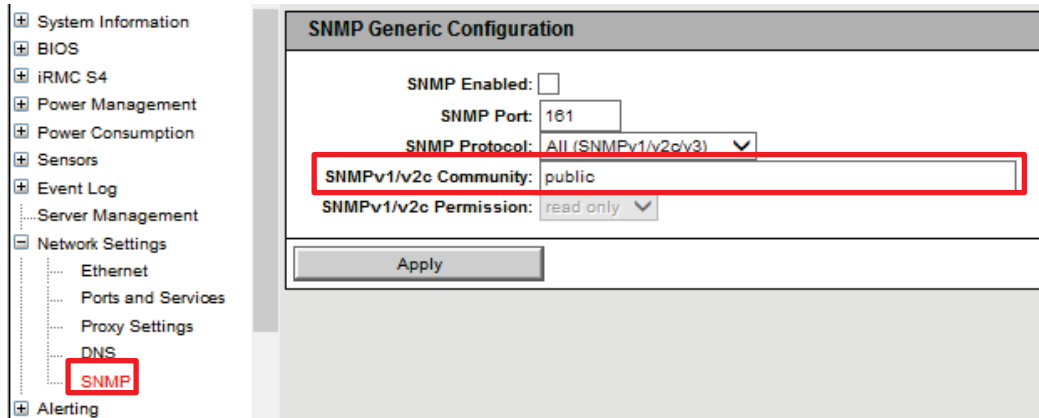 System Information
BIOS
iRMC S4
Power Management
Power Consumption
Sensors
Event Log
Server Management
Network Settings
Ethernet
Ports and Services
Proxy Settings
DNS
SNMP
Alerting
SNMP Generic Configuration
SNMP Enabled:
SNMP Port: 161
SNMP Protocol: All (SNMPv1/v2c/v3)
SNMPv1/v2c Community: public
SNMPv1/v2c Permission: read only
Apply